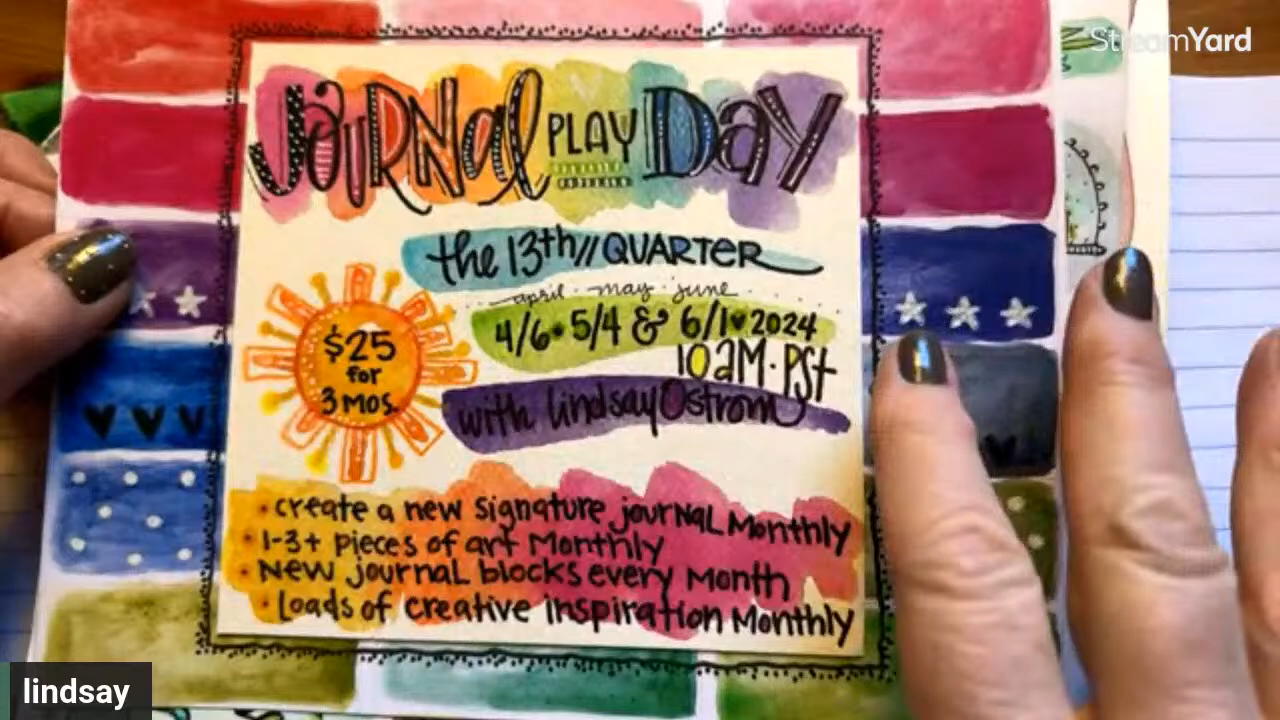 StreamYard
JOURNal PLAY DaY
the 13th// QUARTER
april · may · june
4/6 • 5/4 & 6/1 ♥ 2024
10aM · PSt
with lindsay Ostrom
$25
for
3 MOS.
• create a new signature journal Monthly
• 1-3+ pieces of art Monthly
• New journal blocks every Month
• Loads of creative inspiration Monthly
lindsay